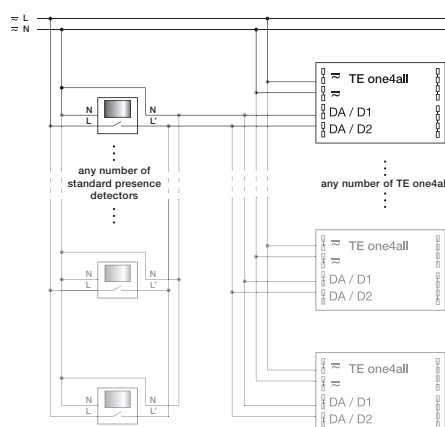 ≂ L
≂ N
≂ TE one4all
≂
N N
L L'
DA / D1
DA / D2
any number of
standard presence
detectors
any number of TE one4al
≂ TE one4all
≂
N N
L L'
DA / D1
DA / D2
≂ TE one4all
≂
N N
L L'
DA / D1
DA / D2